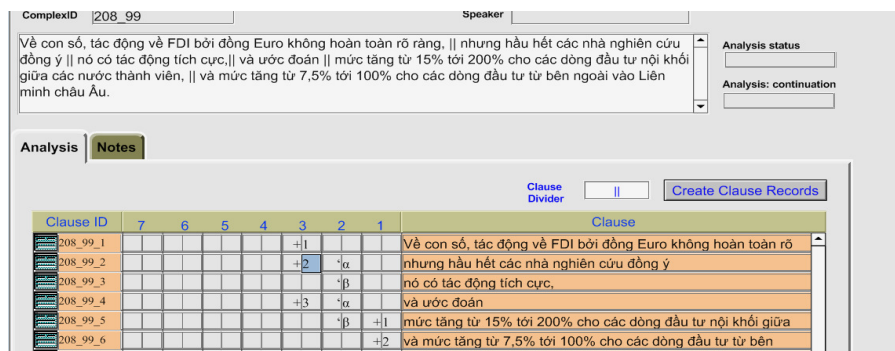 ComplexID 208_99 Speaker
Về con số, tác động về FDI bởi đồng Euro không hoàn toàn rõ ràng, || nhưng hầu hết các nhà nghiên cứu
đồng ý || nó có tác động tích cực,|| và ước đoán || mức tăng từ 15% tới 200% cho các dòng đầu tư nội khối
giữa các nước thành viên, || và mức tăng từ 7,5% tới 100% cho các dòng đầu tư từ bên ngoài vào Liên
minh châu Âu.
Analysis status
Analysis: continuation
Analysis Notes
Clause
Divider
|| Create Clause Records
Clause ID 7 6 5 4 3 2 1 Clause
208_99_1 +1 Về con số, tác động về FDI bởi đồng Euro không hoàn toàn rõ
208_99_2 +2 ‘α nhưng hầu hết các nhà nghiên cứu đồng ý
208_99_3 ‘β nó có tác động tích cực,
208_99_4 +3 ‘α và ước đoán
208_99_5 ‘β +1 mức tăng từ 15% tới 200% cho các dòng đầu tư nội khối giữa
208_99_6 +2 và mức tăng từ 7,5% tới 100% cho các dòng đầu tư từ bên